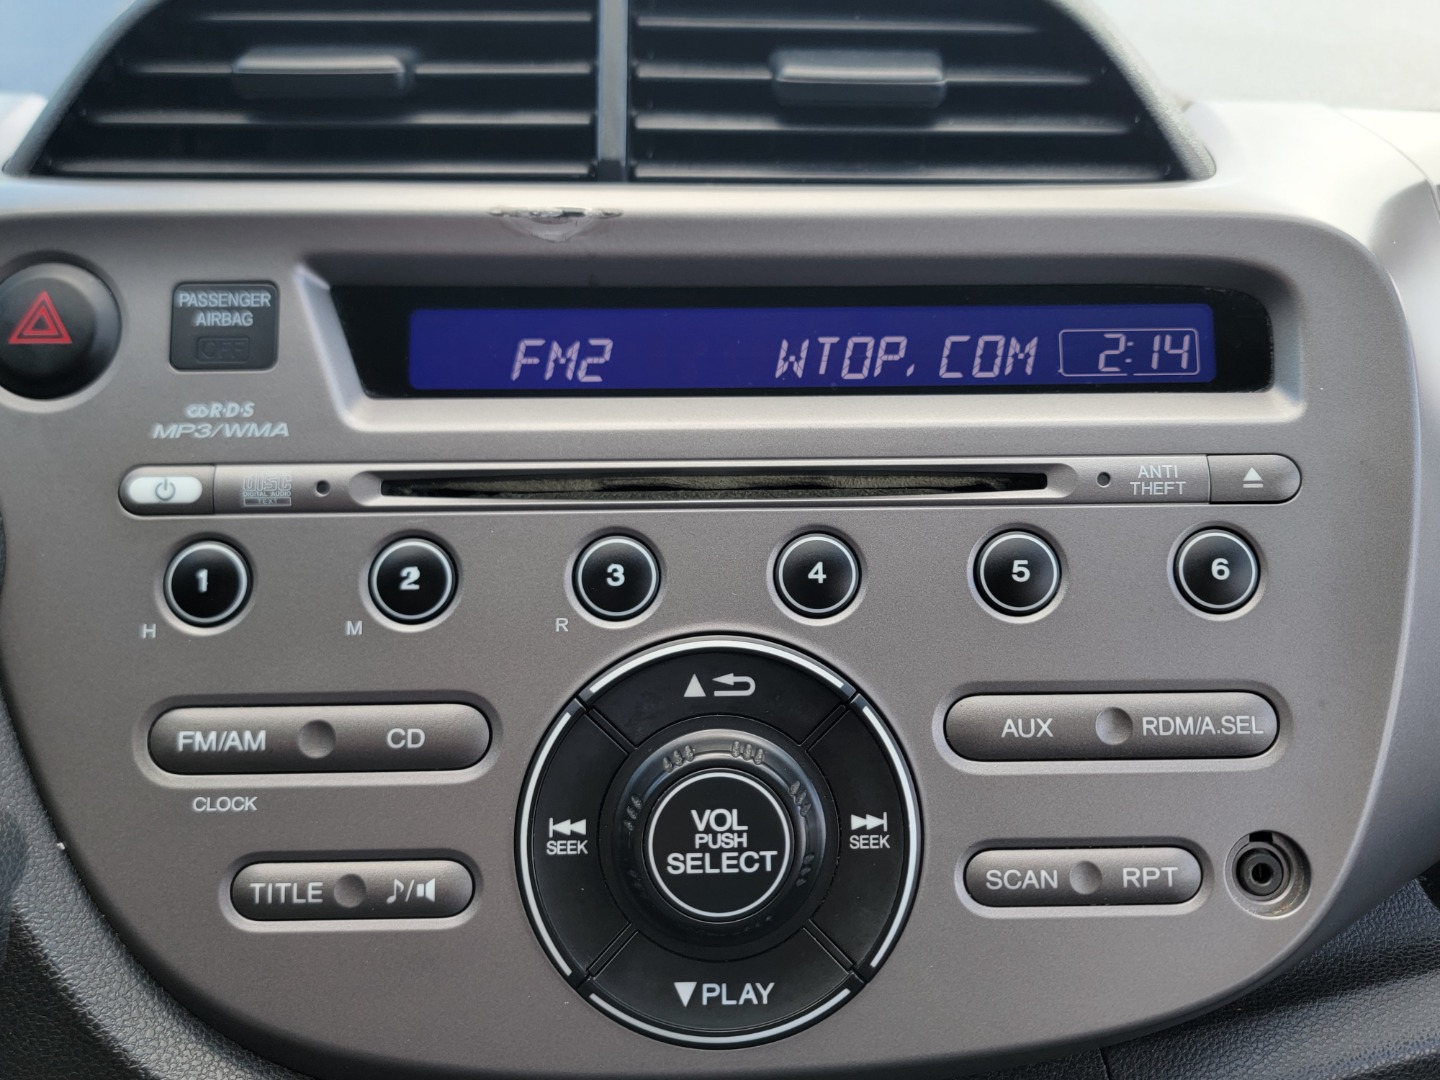 PASSENGER
AIRBAG
OFF
FM2 WTOP. COM 2:14
R·D·S
MP3/WMA
DISC
DIGITAL AUDIO
TEXT
ANTI
THEFT
1 2 3 4 5 6
H M R
FM/AM CD
AUX RDM/A.SEL
CLOCK
VOL
PUSH
SELECT
SEEK
SEEK
TITLE
SCAN RPT
PLAY